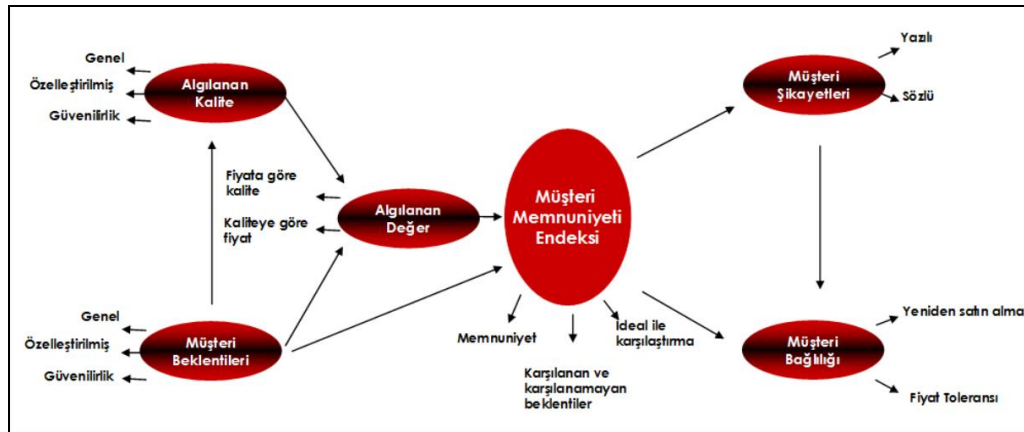 Genel
Özelleştirilmiş
Güvenilirlik
Algılanan
Kalite
Fiyata göre
kalite
Kaliteye göre
fiyat
Algılanan
Değer
Genel
Özelleştirilmiş
Güvenilirlik
Müşteri
Beklentileri
Müşteri
Memnuniyeti
Endeksi
Memnuniyet
Karşılanan ve
karşılanamayan
beklentiler
İdeal ile
karşılaştırma
Müşteri
Şikayetleri
Yazılı
Sözlü
Müşteri
Bağlılığı
Yeniden satın alma
Fiyat Toleransı